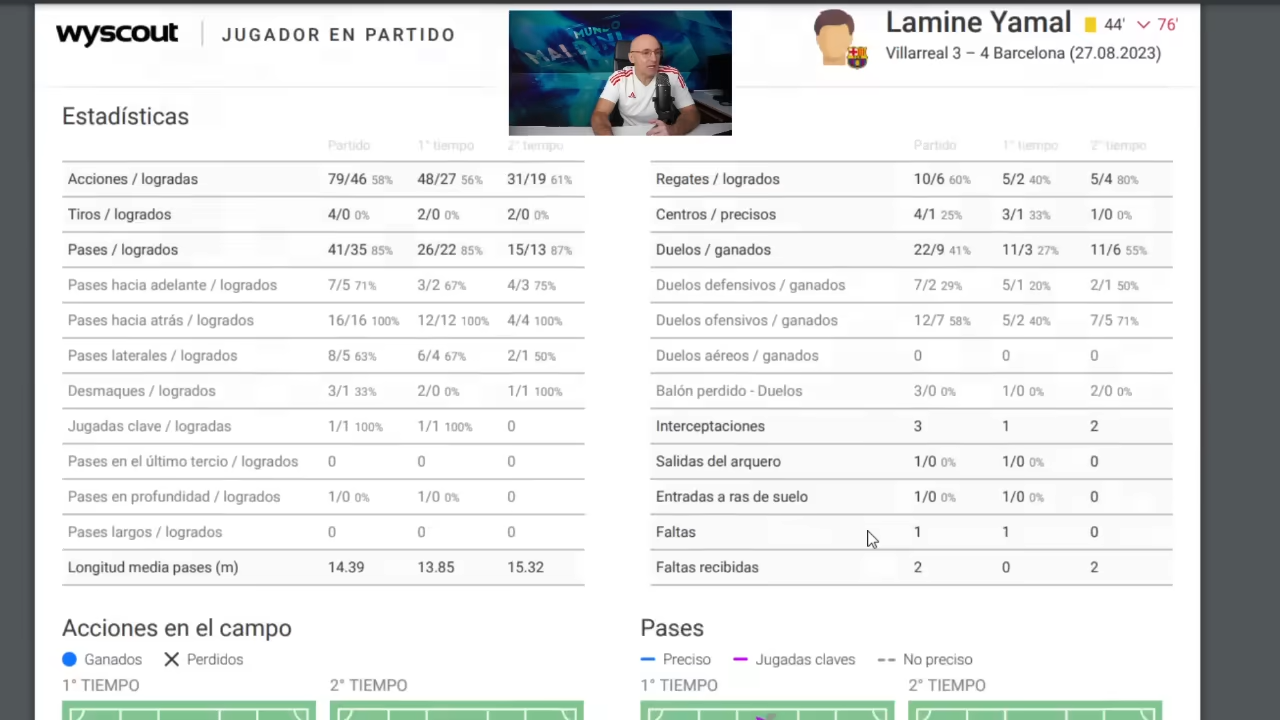 wyscout JUGADOR EN PARTIDO
MUNDO
Lamine Yamal 44' 76'
Villarreal 3 – 4 Barcelona (27.08.2023)
Estadísticas
Partido 1° tiempo 2° tiempo
Acciones / logradas 79/46 58% 48/27 56% 31/19 61%
Tiros / logrados 4/0 0% 2/0 0% 2/0 0%
Pases / logrados 41/35 85% 26/22 85% 15/13 87%
Pases hacia adelante / logrados 7/5 71% 3/2 67% 4/3 75%
Pases hacia atrás / logrados 16/16 100% 12/12 100% 4/4 100%
Pases laterales / logrados 8/5 63% 6/4 67% 2/1 50%
Desmaques / logrados 3/1 33% 2/0 0% 1/1 100%
Jugadas clave / logradas 1/1 100% 1/1 100% 0
Pases en el último tercio / logrados 0 0 0
Pases en profundidad / logrados 1/0 0% 1/0 0% 0
Pases largos / logrados 0 0 0
Longitud media pases (m) 14.39 13.85 15.32
Partido 1° tiempo 2° tiempo
Regates / logrados 10/6 60% 5/2 40% 5/4 80%
Centros / precisos 4/1 25% 3/1 33% 1/0 0%
Duelos / ganados 22/9 41% 11/3 27% 11/6 55%
Duelos defensivos / ganados 7/2 29% 5/1 20% 2/1 50%
Duelos ofensivos / ganados 12/7 58% 5/2 40% 7/5 71%
Duelos aéreos / ganados 0 0 0
Balón perdido - Duelos 3/0 0% 1/0 0% 2/0 0%
Interceptaciones 3 1 2
Salidas del arquero 1/0 0% 1/0 0% 0
Entradas a ras de suelo 1/0 0% 1/0 0% 0
Faltas 1 1 0
Faltas recibidas 2 0 2
Acciones en el campo
Ganados Perdidos
1° TIEMPO 2° TIEMPO
Pases
Preciso Jugadas claves No preciso
1° TIEMPO 2° TIEMPO